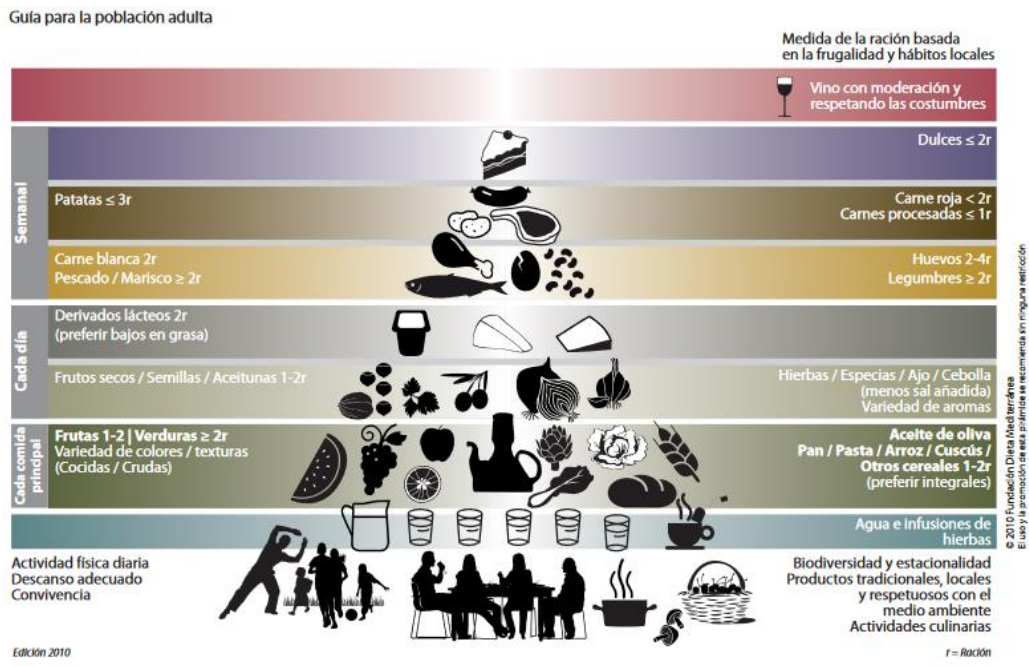 Guía para la población adulta
Medida de la ración basada
en la frugalidad y hábitos locales
Vino con moderación y
respetando las costumbres
Semanal
Dulces ≤ 2r
Patatas ≤ 3r
Carne roja < 2r
Carnes procesadas ≤ 1r
Carne blanca 2r
Pescado / Marisco ≥ 2r
Huevos 2-4r
Legumbres ≥ 2r
Cada día
Derivados lácteos 2r
(preferir bajos en grasa)
Frutos secos / Semillas / Aceitunas 1-2r
Hierbas / Especias / Ajo / Cebolla
(menos sal añadida)
Variedad de aromas
Cada comida
principal
Frutas 1-2 | Verduras ≥ 2r
Variedad de colores / texturas
(Cocidas / Crudas)
Aceite de oliva
Pan / Pasta / Arroz / Cuscús /
Otros cereales 1-2r
(preferir integrales)
Agua e infusiones de
hierbas
Actividad física diaria
Descanso adecuado
Convivencia
Biodiversidad y estacionalidad
Productos tradicionales, locales
y respetuosos con el
medio ambiente
Actividades culinarias
© 2010 Fundación Dieta Mediterránea
El uso y la promoción de esta pirámide se recomienda sin ninguna restricción
Edición 2010
r = Ración